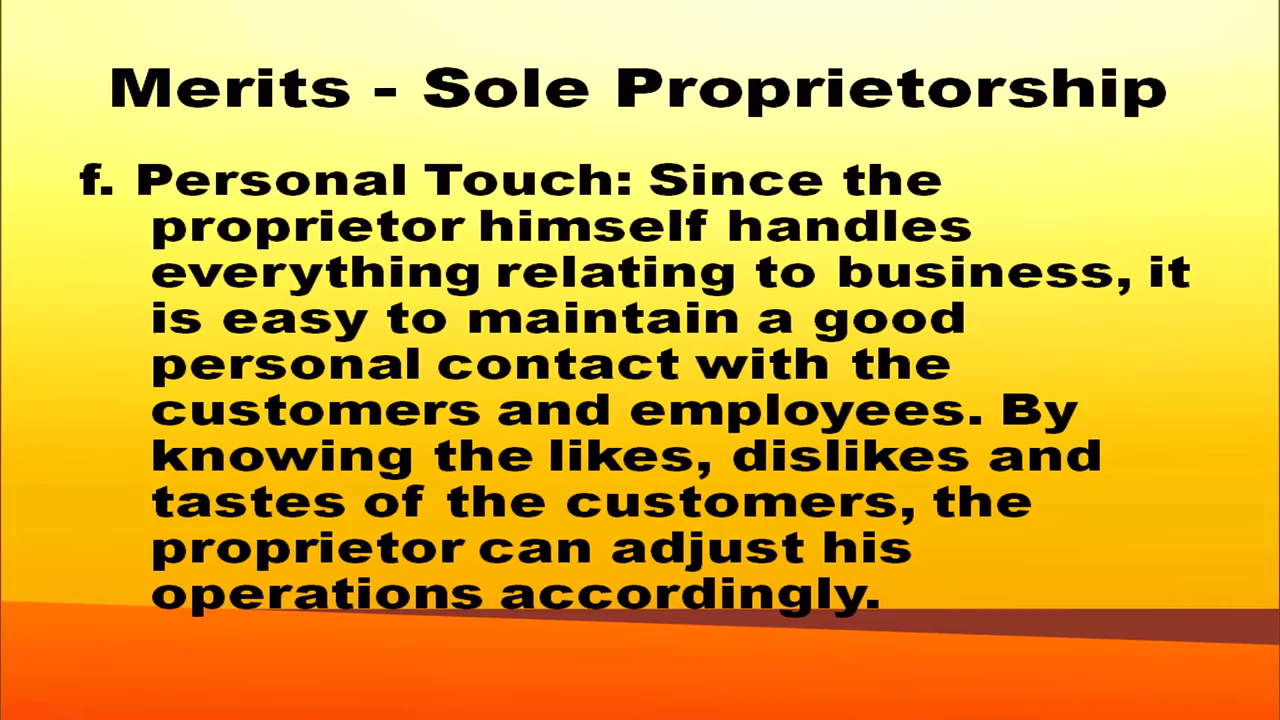 Merits - Sole Proprietorship
f. Personal Touch: Since the
proprietor himself handles
everything relating to business, it
is easy to maintain a good
personal contact with the
customers and employees. By
knowing the likes, dislikes and
tastes of the customers, the
proprietor can adjust his
operations accordingly.